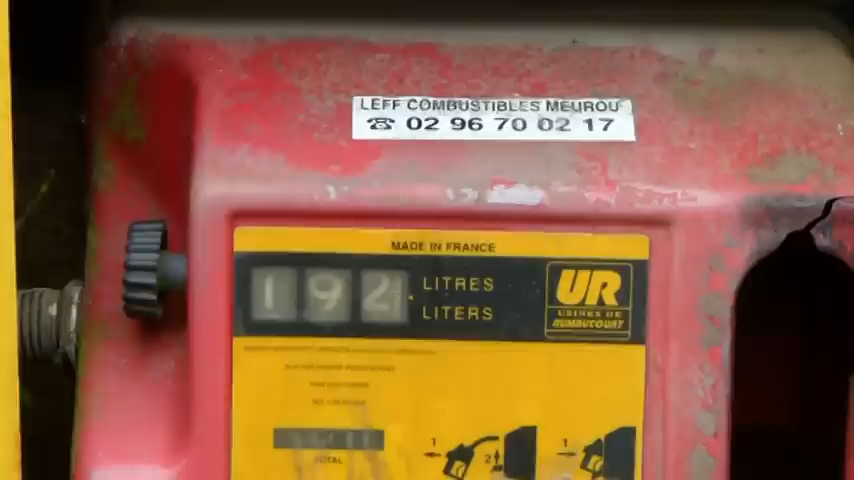 LEFF COMBUSTIBLES MEUROU
☎ 02 96 70 02 17
MADE IN FRANCE
192 LITRES
LITERS
UR
USINES DE
RUMAUCOURT
TOTAL
1 2 1